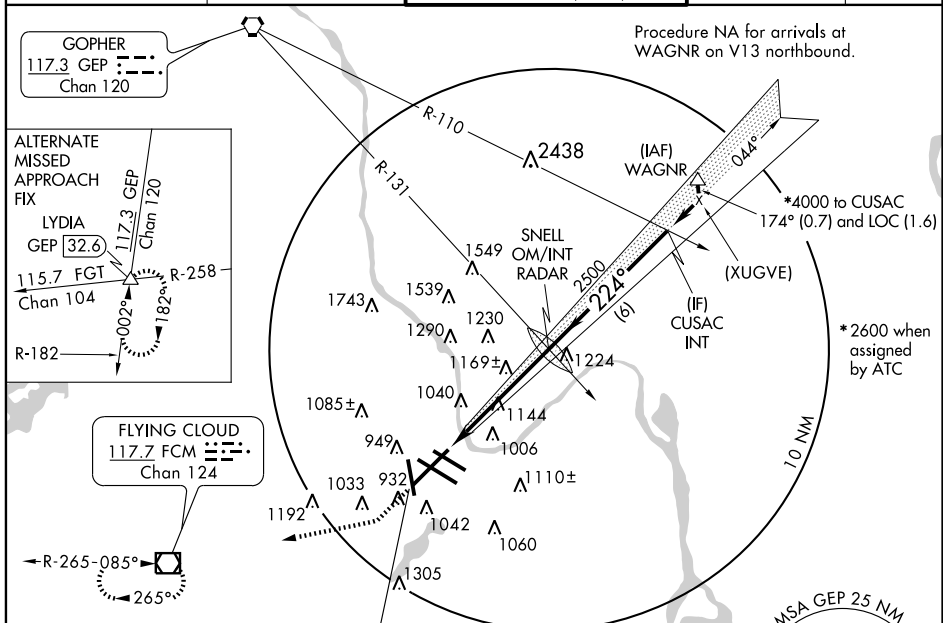 GOPHER
117.3 GEP
Chan 120
Procedure NA for arrivals at
WAGNR on V13 northbound.
R-110
R-131
2438
(IAF)
WAGNR
044°
*4000 to CUSAC
174° (0.7) and LOC (1.6)
(XUGVE)
ALTERNATE
MISSED
APPROACH
FIX
LYDIA
GEP 32.6
117.3 GEP
Chan 120
115.7 FGT
Chan 104
R-258
002°
182°
R-182
SNELL
OM/INT
RADAR
2500
224°
(6)
(IF)
CUSAC
INT
*2600 when
assigned
by ATC
1549
1743
1539
1290
1230
1169±
1224
1040
1144
1085±
949
1006
FLYING CLOUD
117.7 FCM
Chan 124
1033
932
1110±
1192
1042
1060
10 NM
R-265
085°
265°
1305
MSA GEP 25 NM